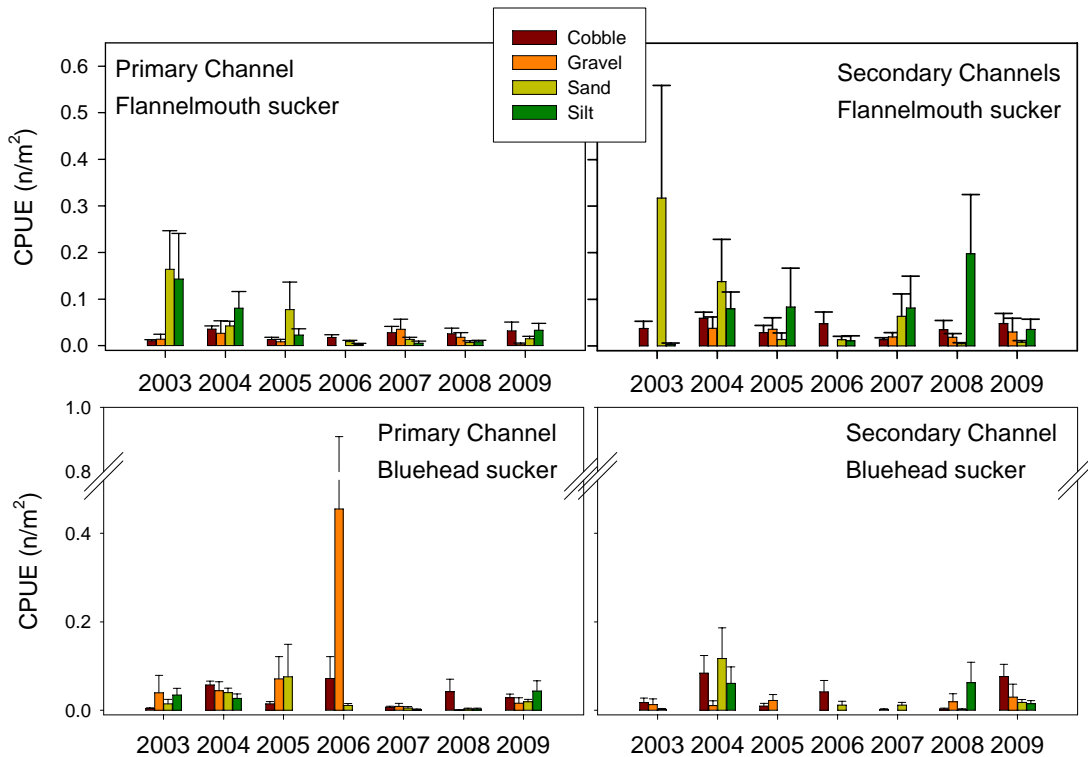 Cobble
Gravel
Sand
Silt
Primary Channel
Flannelmouth sucker
Secondary Channels
Flannelmouth sucker
CPUE (n/m²)
0.6
0.5
0.4
0.3
0.2
0.1
0.0
2003 2004 2005 2006 2007 2008 2009
2003 2004 2005 2006 2007 2008 2009
Primary Channel
Bluehead sucker
Secondary Channel
Bluehead sucker
CPUE (n/m²)
1.0
0.8
0.4
0.2
0.0
2003 2004 2005 2006 2007 2008 2009
2003 2004 2005 2006 2007 2008 2009